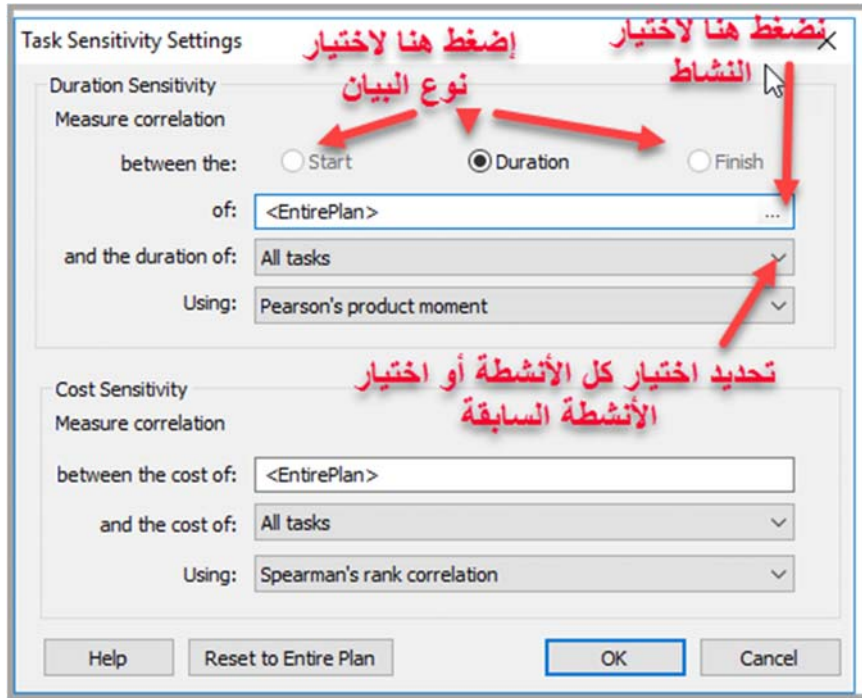 Task Sensitivity Settings
إضغط هنا لاختيار
نوع البيان
نضغط هنا لاختيار
النشاط
Duration Sensitivity
Measure correlation
between the: Start Duration Finish
of: <EntirePlan> ...
and the duration of: All tasks
Using: Pearson's product moment
تحديد اختيار كل الأنشطة أو اختيار
الأنشطة السابقة
Cost Sensitivity
Measure correlation
between the cost of: <EntirePlan>
and the cost of: All tasks
Using: Spearman's rank correlation
Help Reset to Entire Plan OK Cancel